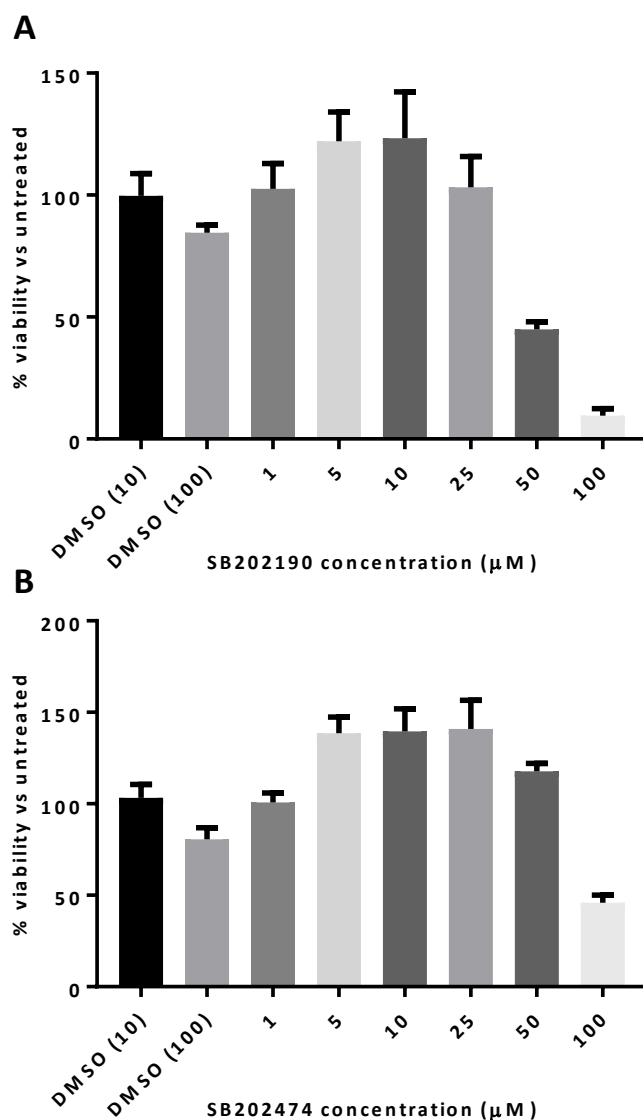 A
% viability vs untreated
150
100
50
0
DMSO (10)
DMSO (100)
1
5
10
25
50
100
SB202190 concentration (μM)
B
% viability vs untreated
200
150
100
50
0
DMSO (10)
DMSO (100)
1
5
10
25
50
100
SB202474 concentration (μM)